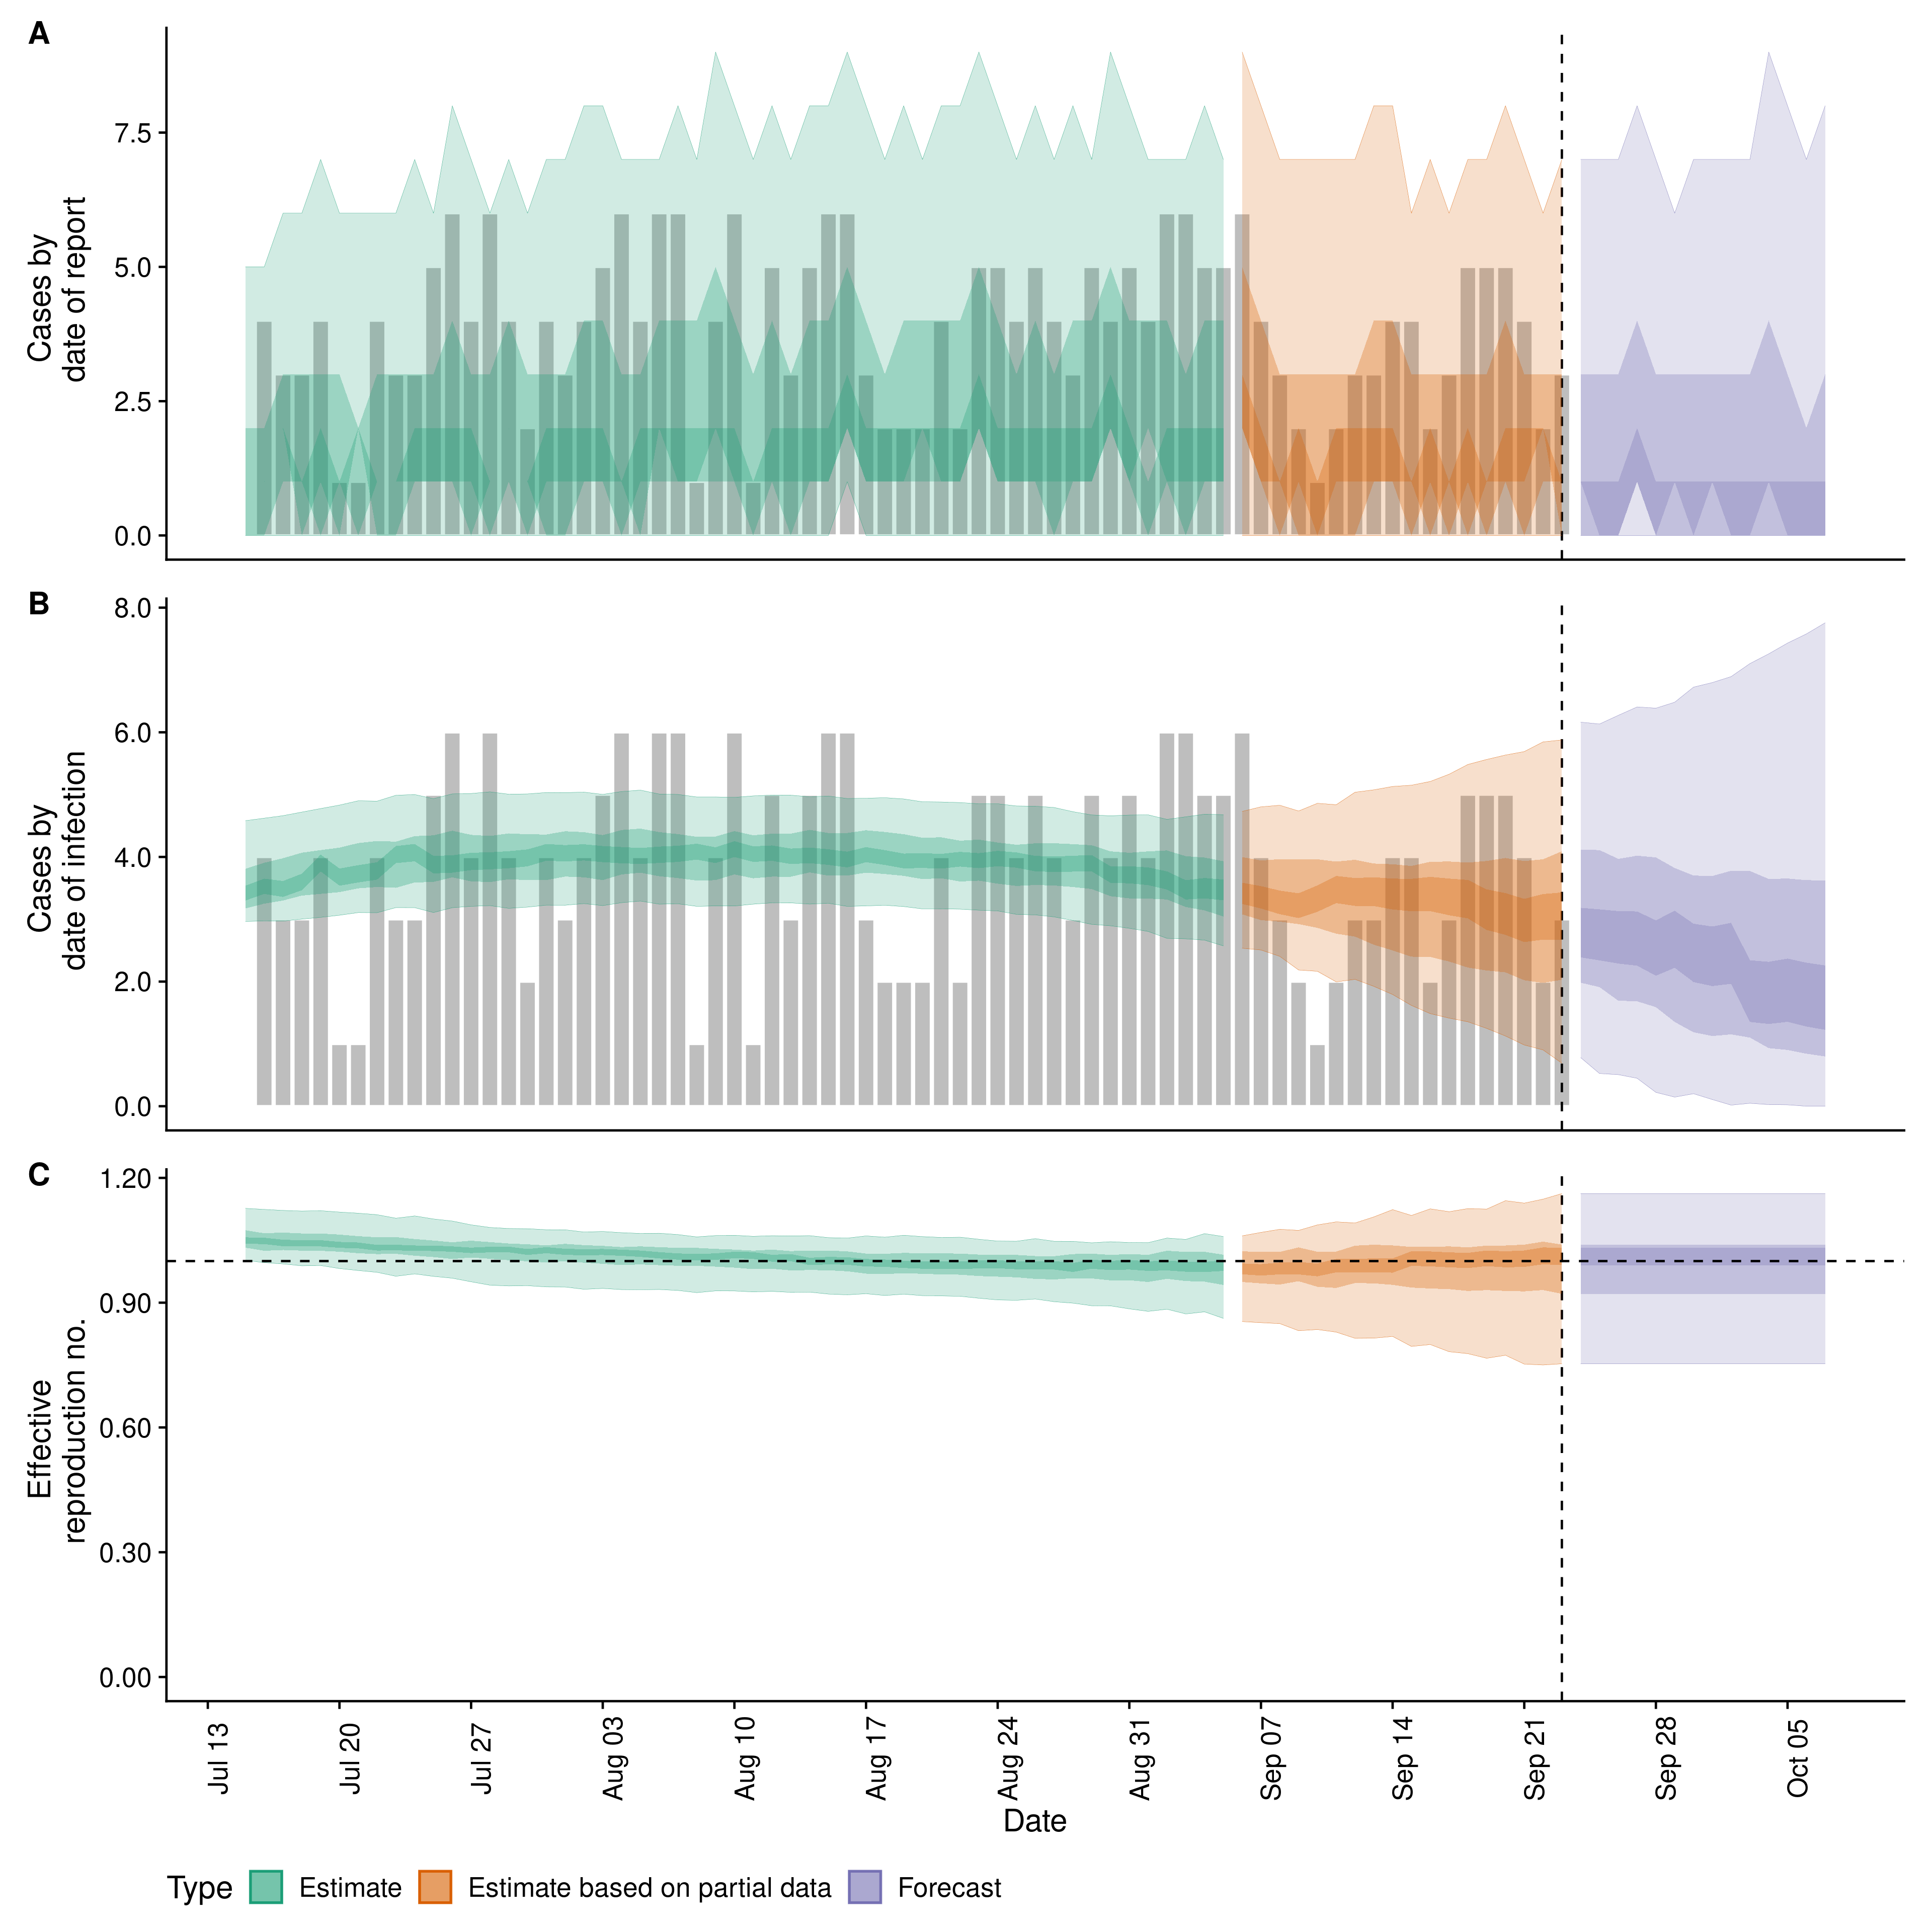 A
Cases by
date of report
7.5
5.0
2.5
0.0
B
Cases by
date of infection
8.0
6.0
4.0
2.0
0.0
C
Effective
reproduction no.
1.20
0.90
0.60
0.30
0.00
Jul 13
Jul 20
Jul 27
Aug 03
Aug 10
Aug 17
Aug 24
Aug 31
Sep 07
Sep 14
Sep 21
Sep 28
Oct 05
Date
Type Estimate Estimate based on partial data Forecast